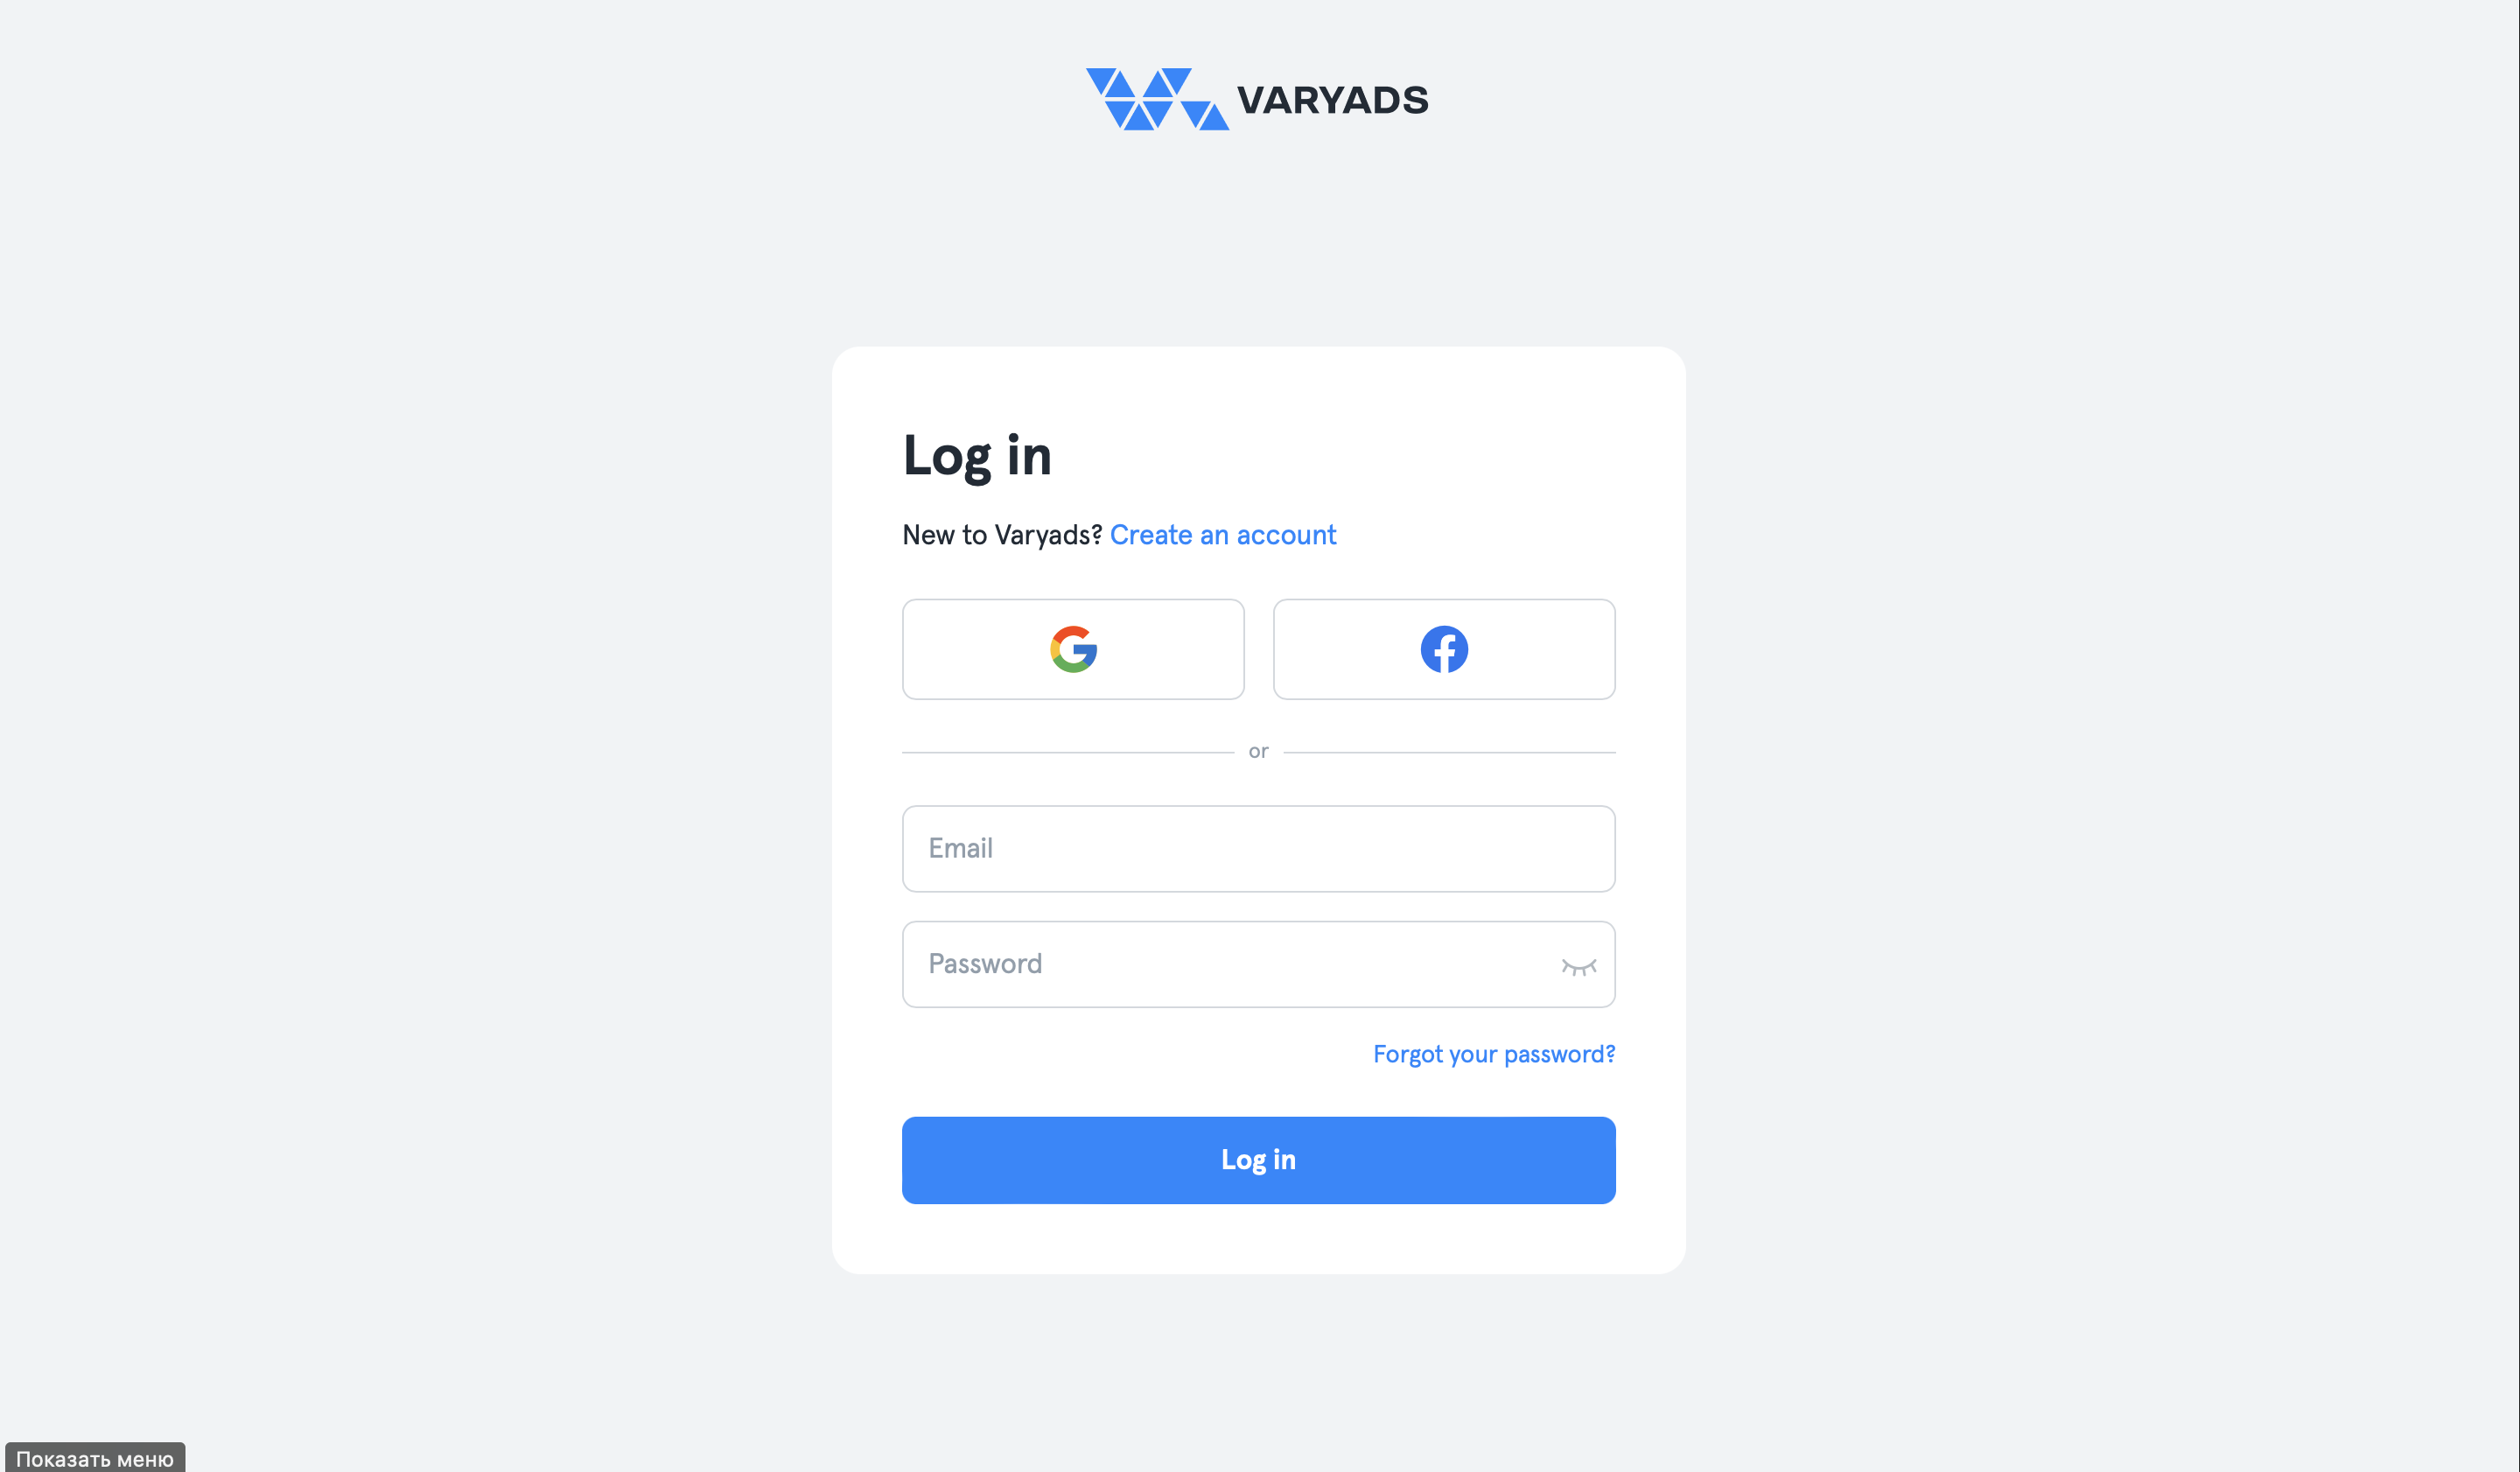 VARYADS
Log in
New to Varyads? Create an account
or
Email
Password
Forgot your password?
Log in
Показать меню